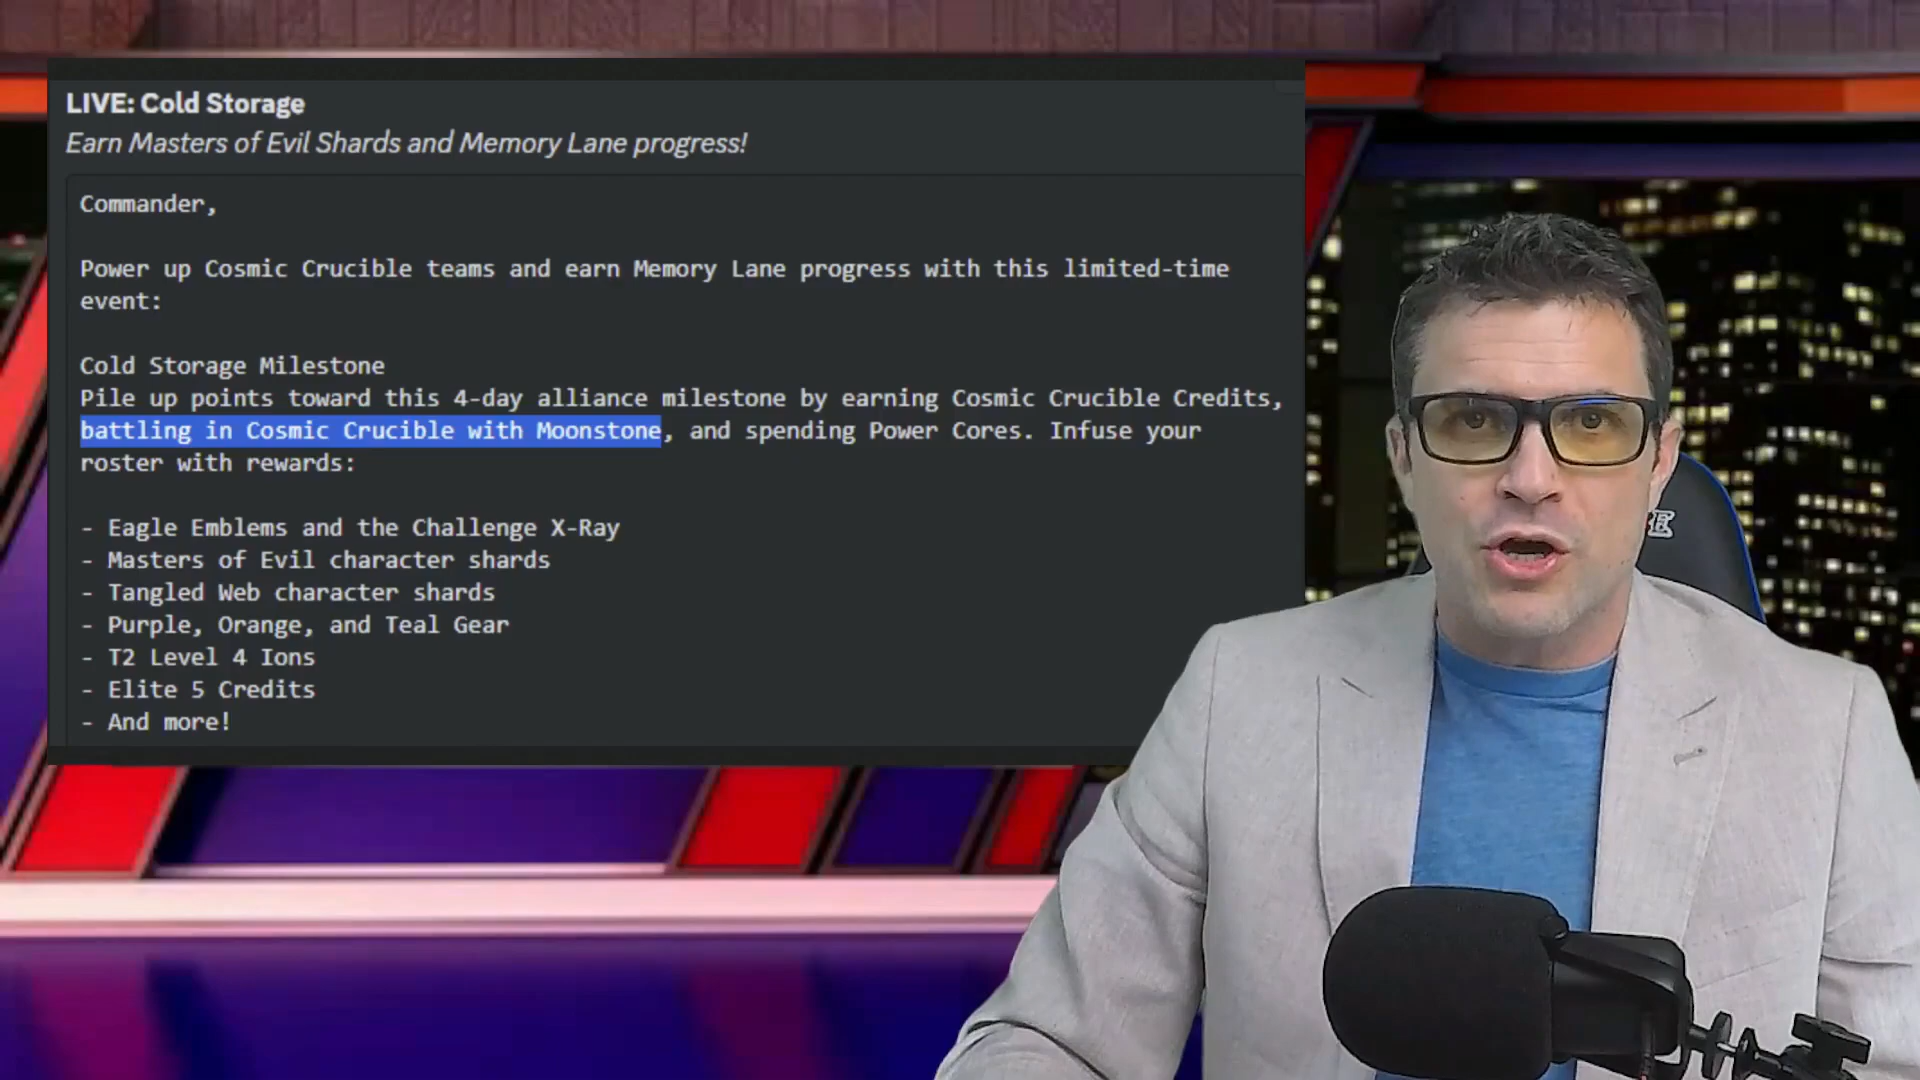 LIVE: Cold Storage
Earn Masters of Evil Shards and Memory Lane progress!
Commander,
Power up Cosmic Crucible teams and earn Memory Lane progress with this limited-time
event:
Cold Storage Milestone
Pile up points toward this 4-day alliance milestone by earning Cosmic Crucible Credits,
battling in Cosmic Crucible with Moonstone, and spending Power Cores. Infuse your
roster with rewards:
- Eagle Emblems and the Challenge X-Ray
- Masters of Evil character shards
- Tangled Web character shards
- Purple, Orange, and Teal Gear
- T2 Level 4 Ions
- Elite 5 Credits
- And more!